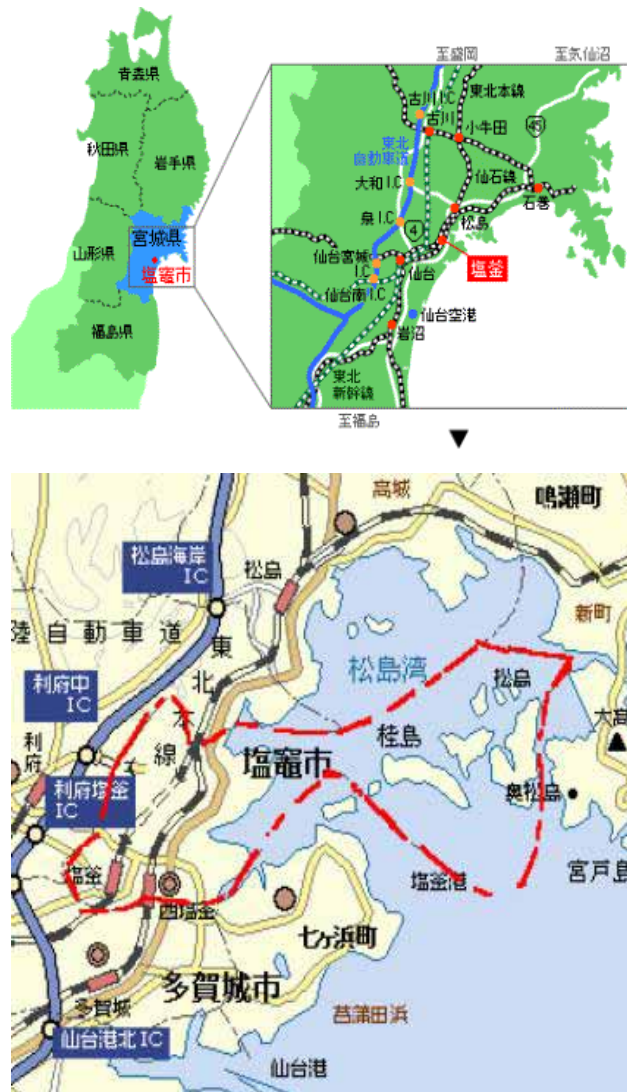 青森県
秋田県
岩手県
宮城県
山形県
塩竈市
福島県
至盛岡
至気仙沼
古川I.C
東北本線
古川
小牛田
45
東北
自動車道
仙石線
大和I.C
石巻
松島
泉I.C
4
塩釜
仙台宮城
I.C
仙台
仙台南I.C
仙台空港
岩沼
東北
新幹線
至福島
▼
高城
鳴瀬町
松島海岸
IC
松島
新町
陸自動車道
東北本線
松島湾
松島
利府中
IC
利府
塩竈市
桂島
大高
利府塩釜
IC
奥松島
塩釜
塩釜港
宮戸島
西塩釜
七ヶ浜町
多賀城市
多賀城
菖蒲田浜
仙台港北IC
仙台港